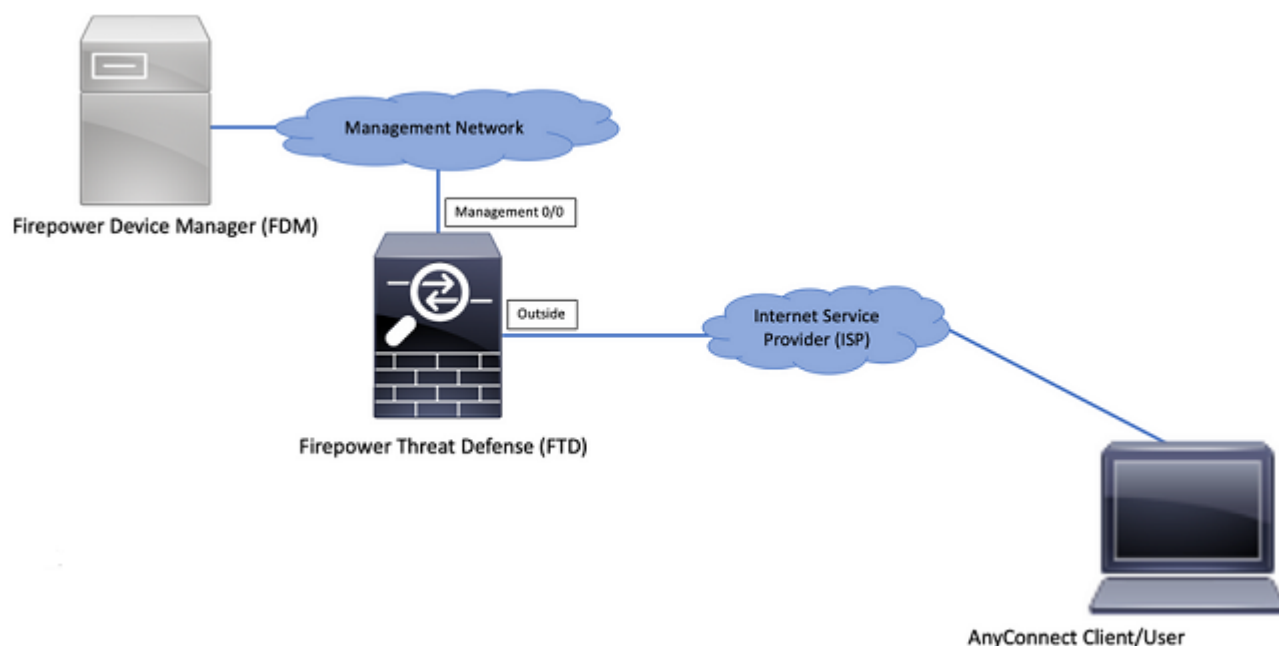 Management Network
Firepower Device Manager (FDM)
Management 0/0
Outside
Internet Service
Provider (ISP)
Firepower Threat Defense (FTD)
AnyConnect Client/User